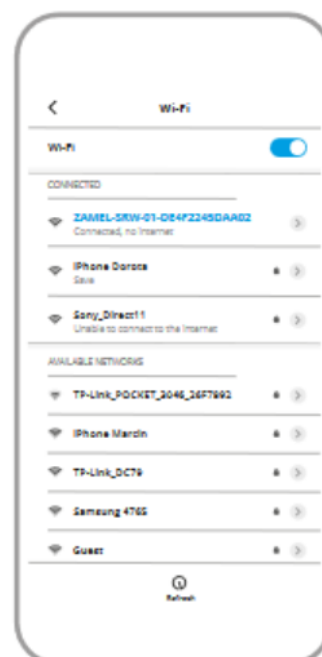 Wi-Fi
Wi-Fi
CONNECTED
ZAMEL-SRW-01-DE4F2245DAA02
Connected, no Internet
iPhone Dorota
Save
Sony_Direct11
Unable to connect to the Internet
AVAILABLE NETWORKS
TP-Link_POCKET_3046_26F7892
iPhone Marcin
TP-Link_DC79
Samsung 4765
Guest
Refresh